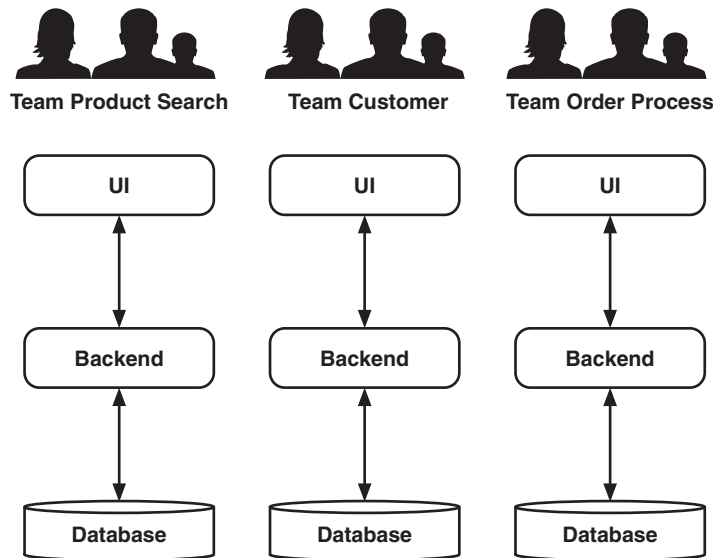 Team Product Search
Team Customer
Team Order Process
UI
UI
UI
Backend
Backend
Backend
Database
Database
Database